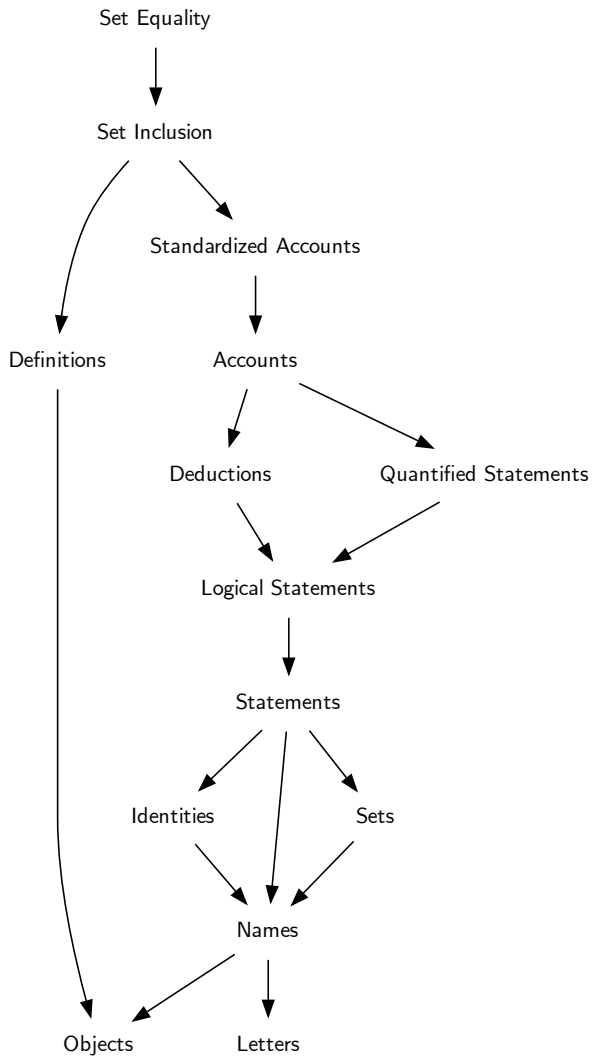 Set Equality
Set Inclusion
Standardized Accounts
Definitions
Accounts
Deductions
Quantified Statements
Logical Statements
Statements
Identities
Sets
Names
Objects
Letters